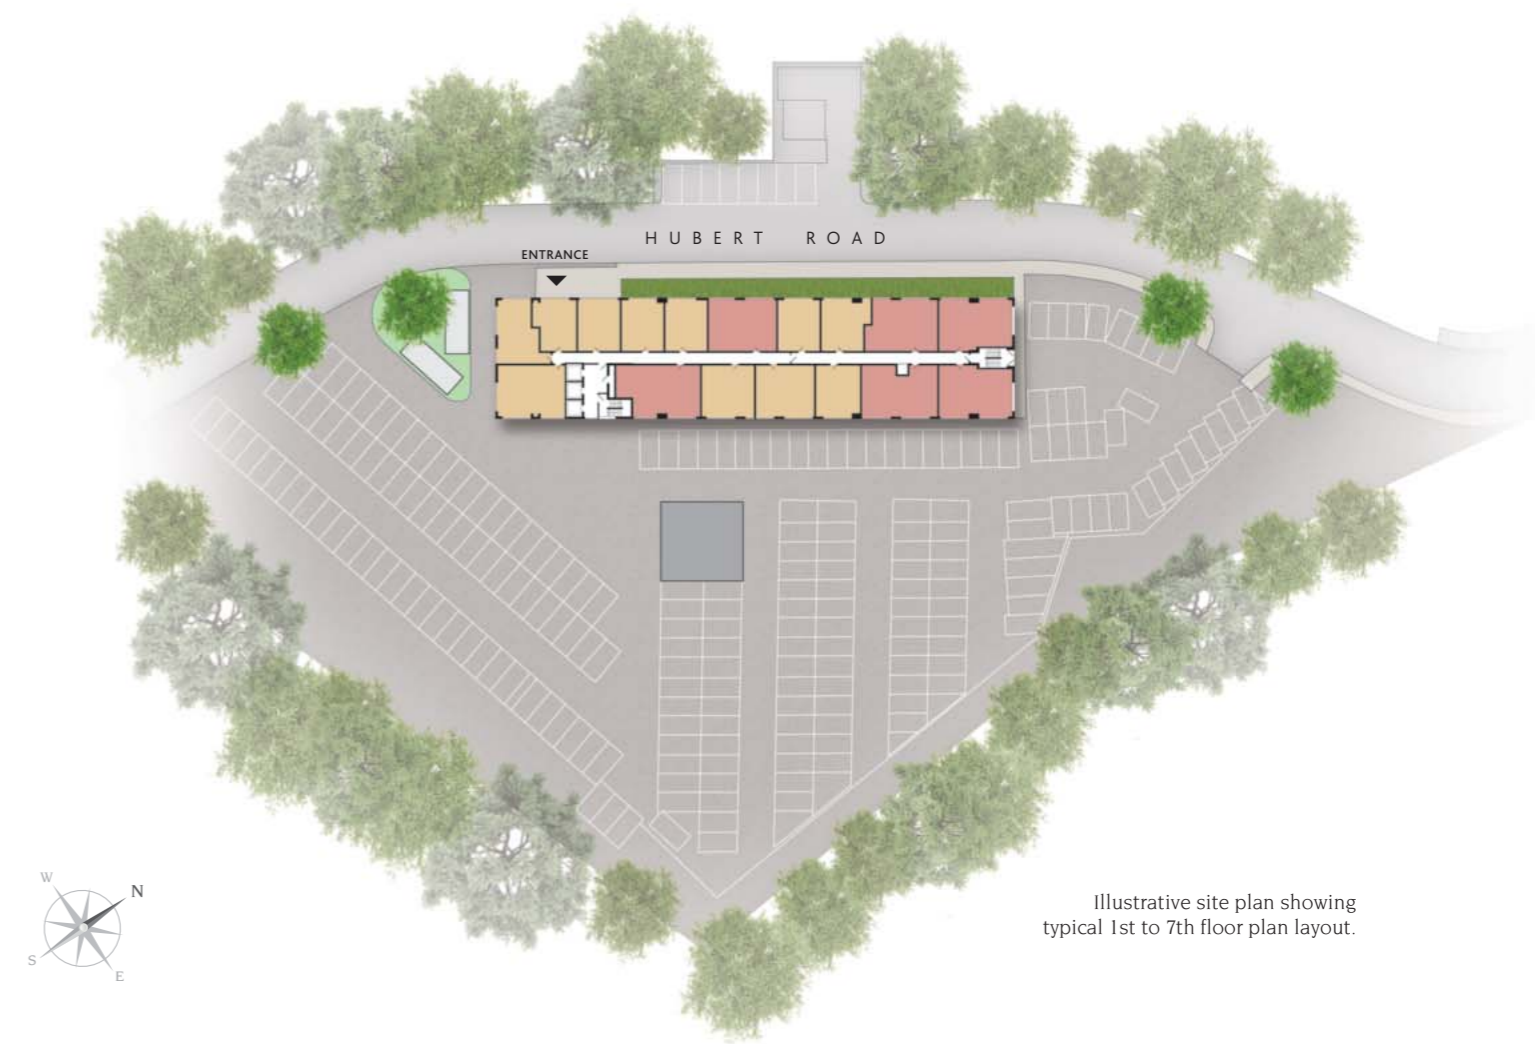 HUBERT ROAD
ENTRANCE
W
N
S
E
Illustrative site plan showing
typical 1st to 7th floor plan layout.